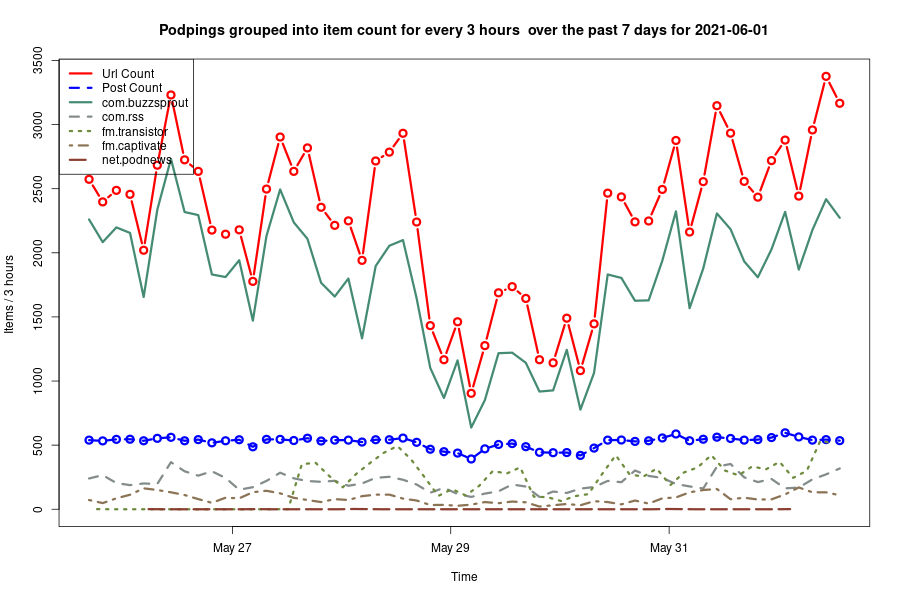 Podpings grouped into item count for every 3 hours  over the past 7 days for 2021-06-01
Items / 3 hours
3500
3000
2500
2000
1500
1000
500
0
Url Count
Post Count
com.buzzsprout
com.rss
fm.transistor
fm.captivate
net.podnews
May 27
May 29
May 31
Time